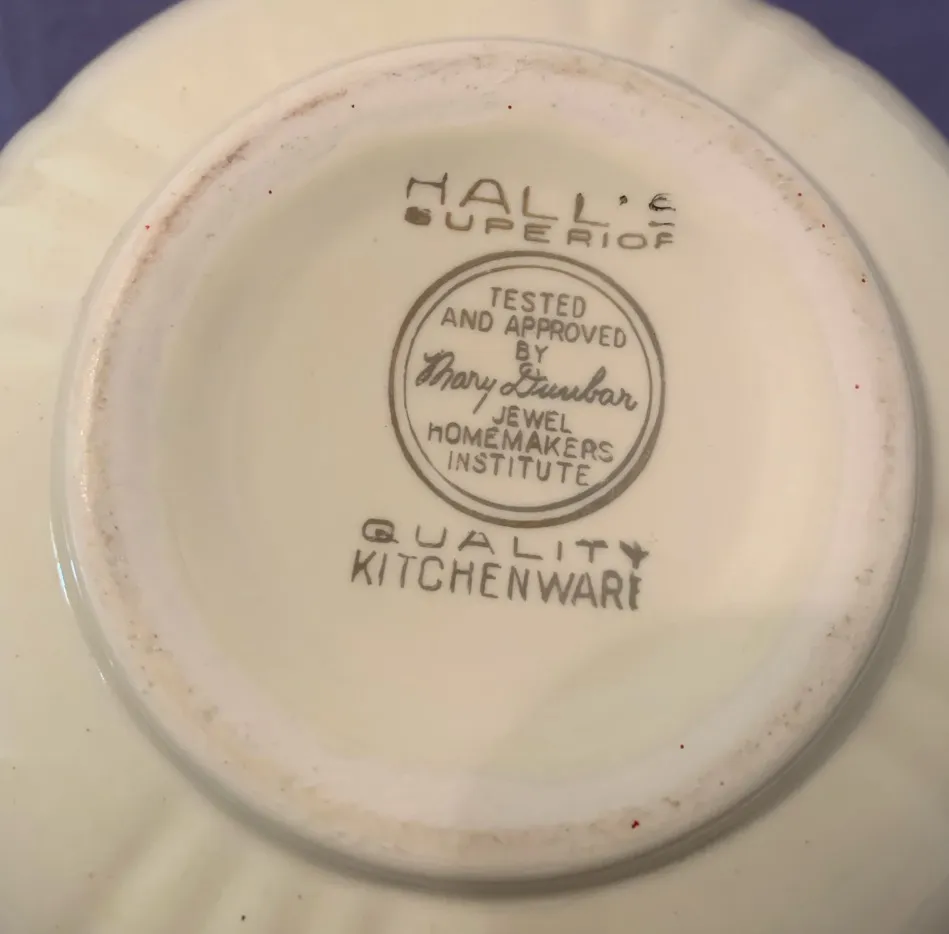 HALL'S
SUPERIOR
TESTED
AND APPROVED
BY
Mary Dunbar
JEWEL
HOMEMAKERS
INSTITUTE
QUALITY
KITCHENWARE